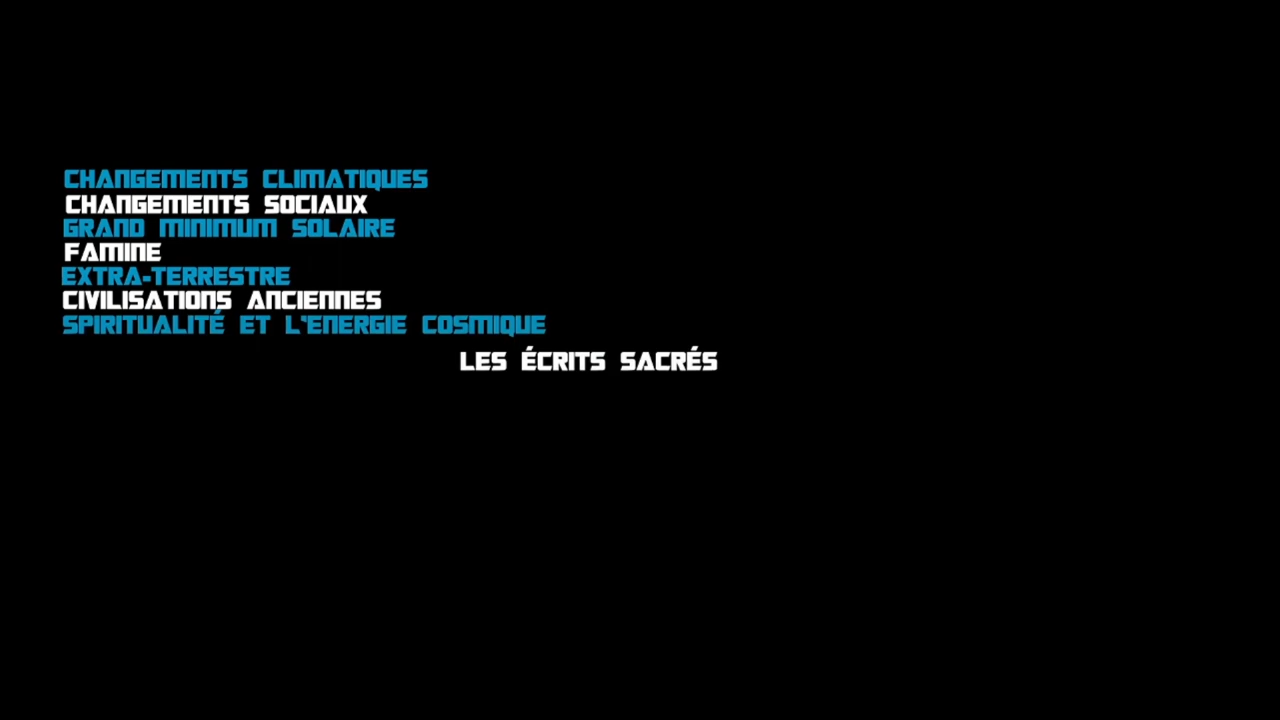 CHANGEMENTS CLIMATIQUES
CHANGEMENTS SOCIAUX
GRAND MINIMUM SOLAIRE
FAMINE
EXTRA-TERRESTRE
CIVILISATIONS ANCIENNES
SPIRITUALITÉ ET L'ENERGIE COSMIQUE
LES ÉCRITS SACRÉS